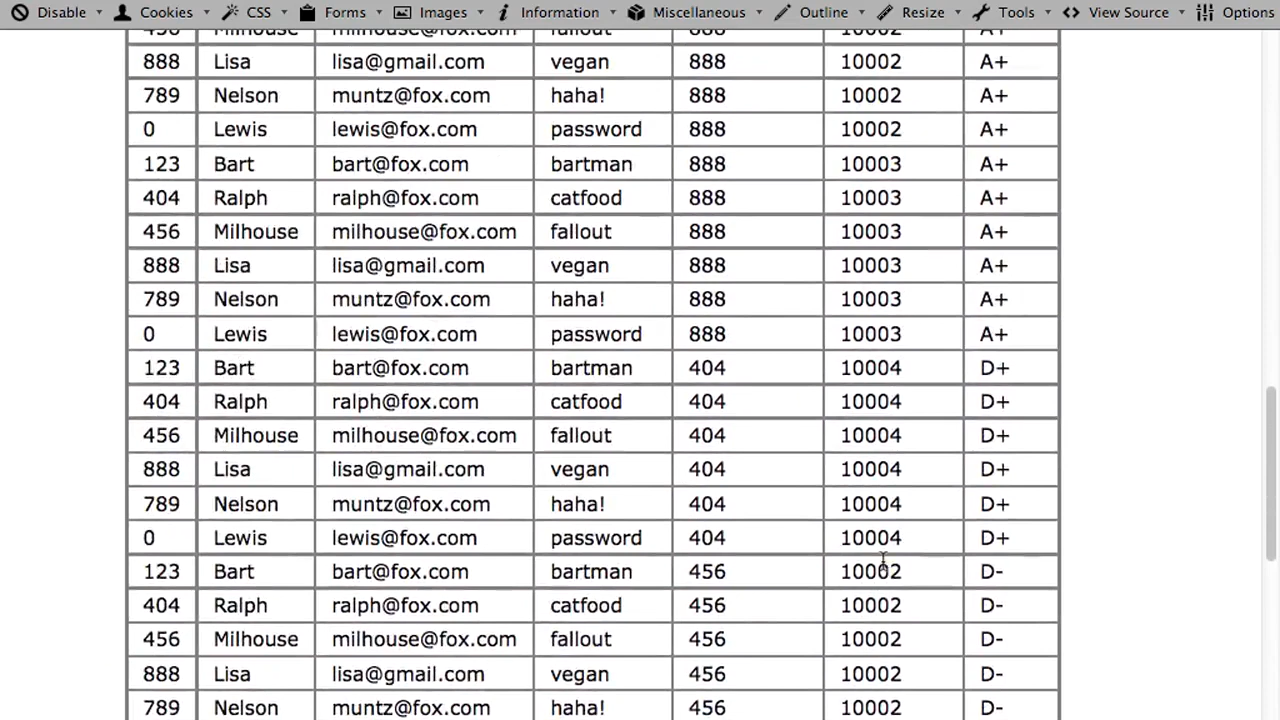 Disable Cookies CSS Forms Images Information Miscellaneous Outline Resize Tools View Source Options
456 Milhouse milhouse@fox.com fallout 888 10002 A+
888 Lisa lisa@gmail.com vegan 888 10002 A+
789 Nelson muntz@fox.com haha! 888 10002 A+
0 Lewis lewis@fox.com password 888 10002 A+
123 Bart bart@fox.com bartman 888 10003 A+
404 Ralph ralph@fox.com catfood 888 10003 A+
456 Milhouse milhouse@fox.com fallout 888 10003 A+
888 Lisa lisa@gmail.com vegan 888 10003 A+
789 Nelson muntz@fox.com haha! 888 10003 A+
0 Lewis lewis@fox.com password 888 10003 A+
123 Bart bart@fox.com bartman 404 10004 D+
404 Ralph ralph@fox.com catfood 404 10004 D+
456 Milhouse milhouse@fox.com fallout 404 10004 D+
888 Lisa lisa@gmail.com vegan 404 10004 D+
789 Nelson muntz@fox.com haha! 404 10004 D+
0 Lewis lewis@fox.com password 404 10004 D+
123 Bart bart@fox.com bartman 456 10002 D-
404 Ralph ralph@fox.com catfood 456 10002 D-
456 Milhouse milhouse@fox.com fallout 456 10002 D-
888 Lisa lisa@gmail.com vegan 456 10002 D-
789 Nelson muntz@fox.com haha! 456 10002 D-